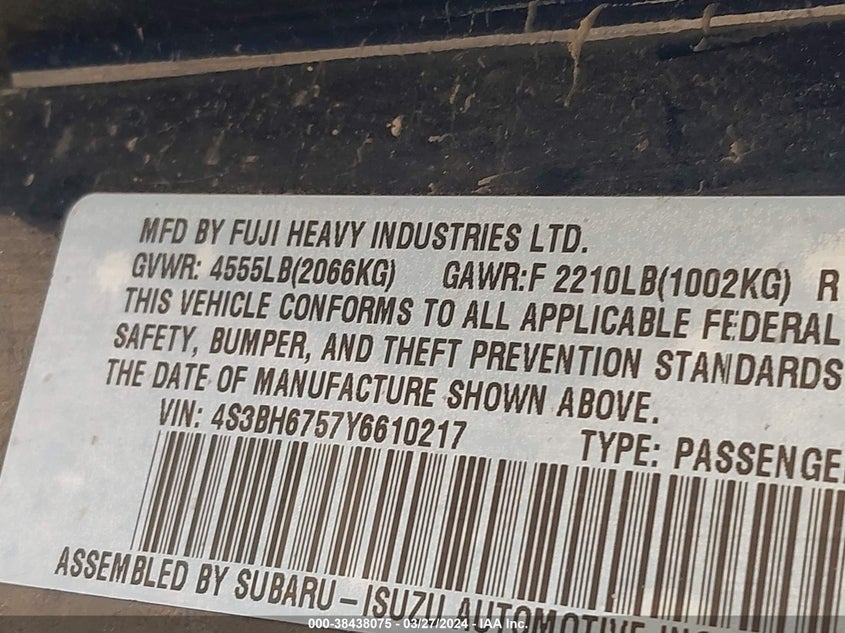 MFD BY FUJI HEAVY INDUSTRIES LTD.
GVWR: 4555LB(2066KG) GAWR:F 2210LB(1002KG) R
THIS VEHICLE CONFORMS TO ALL APPLICABLE FEDERAL
SAFETY, BUMPER, AND THEFT PREVENTION STANDARDS
THE DATE OF MANUFACTURE SHOWN ABOVE.
VIN: 4S3BH6757Y6610217 TYPE: PASSENGE
ASSEMBLED BY SUBARU-ISUZU AUTOMOTIVE
000-38438075 - 03/27/2024 - IAA Inc.